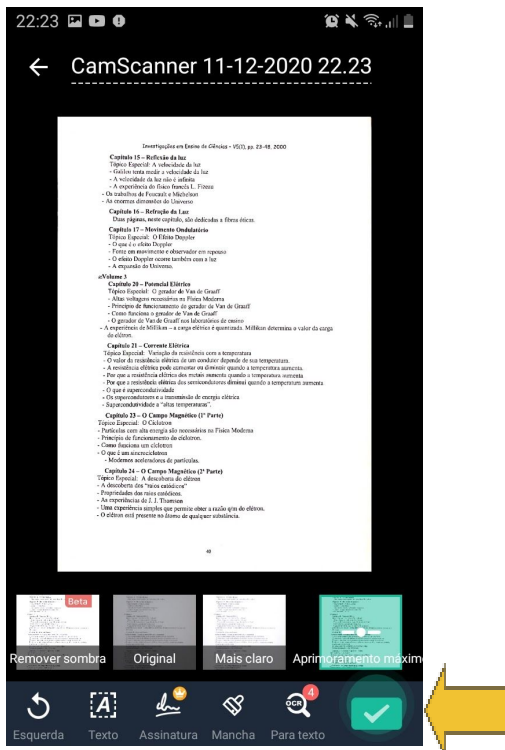 22:23
CamScanner 11-12-2020 22.23
Investigações em Ensino de Ciências – V5(1), pp. 23-48, 2000
Capítulo 15 – Reflexão da luz
Tópico Especial: A velocidade da luz
- Galileu tenta medir a velocidade da luz
- A velocidade da luz não é infinita
- A experiência do físico francês L. Fizeau
- Os trabalhos de Foucault e Michelson
- As enormes dimensões do Universo
Capítulo 16 – Refração da Luz
Duas páginas, neste capítulo, são dedicadas a fibras óticas.
Capítulo 17 – Movimento Ondulatório
Tópico Especial: O Efeito Doppler
- O que é o efeito Doppler
- Fonte em movimento e observador em repouso
- O efeito Doppler ocorre também com a luz
- A expansão do Universo.
Volume 3
Capítulo 20 – Potencial Elétrico
Tópico Especial: O gerador de Van de Graaff
- Altas voltagens necessárias na Física Moderna
- Princípio de funcionamento do gerador de Van de Graaff
- Como funciona o gerador de Van de Graaff
- O gerador de Van de Graaff nos laboratórios de ensino
- A experiência de Millikan – a carga elétrica é quantizada. Millikan determina o valor da carga
do elétron.
Capítulo 21 – Corrente Elétrica
Tópico Especial: Variação da resistência com a temperatura
- O valor da resistência elétrica de um condutor depende de sua temperatura.
- A resistência elétrica pode aumentar ou diminuir quando a temperatura aumenta.
- Por que a resistência elétrica dos metais aumenta quando a temperatura aumenta
- Por que a resistência elétrica dos semicondutores diminui quando a temperatura aumenta
- O que é supercondutividade
- Os supercondutores e a transmissão de energia elétrica
- Supercondutividade a "altas temperaturas".
Capítulo 23 – O Campo Magnético (1ª Parte)
Tópico Especial: O Cíclotron
- Partículas com alta energia são necessárias na Física Moderna
- Princípio de funcionamento do cíclotron.
- Como funciona um cíclotron
- O que é um sincrocíclotron
- Modernos aceleradores de partículas.
Capítulo 24 – O Campo Magnético (2ª Parte)
Tópico Especial: A descoberta do elétron
- A descoberta dos "raios catódicos"
- Propriedades dos raios catódicos.
- As experiências de J. J. Thomson
- Uma experiência simples que permite obter a razão q/m do elétron.
- O elétron está presente no átomo de qualquer substância.
Beta
Remover sombra
Original
Mais claro
Aprimoramento máxim
A
OCR
4
Esquerda
Texto
Assinatura
Mancha
Para texto